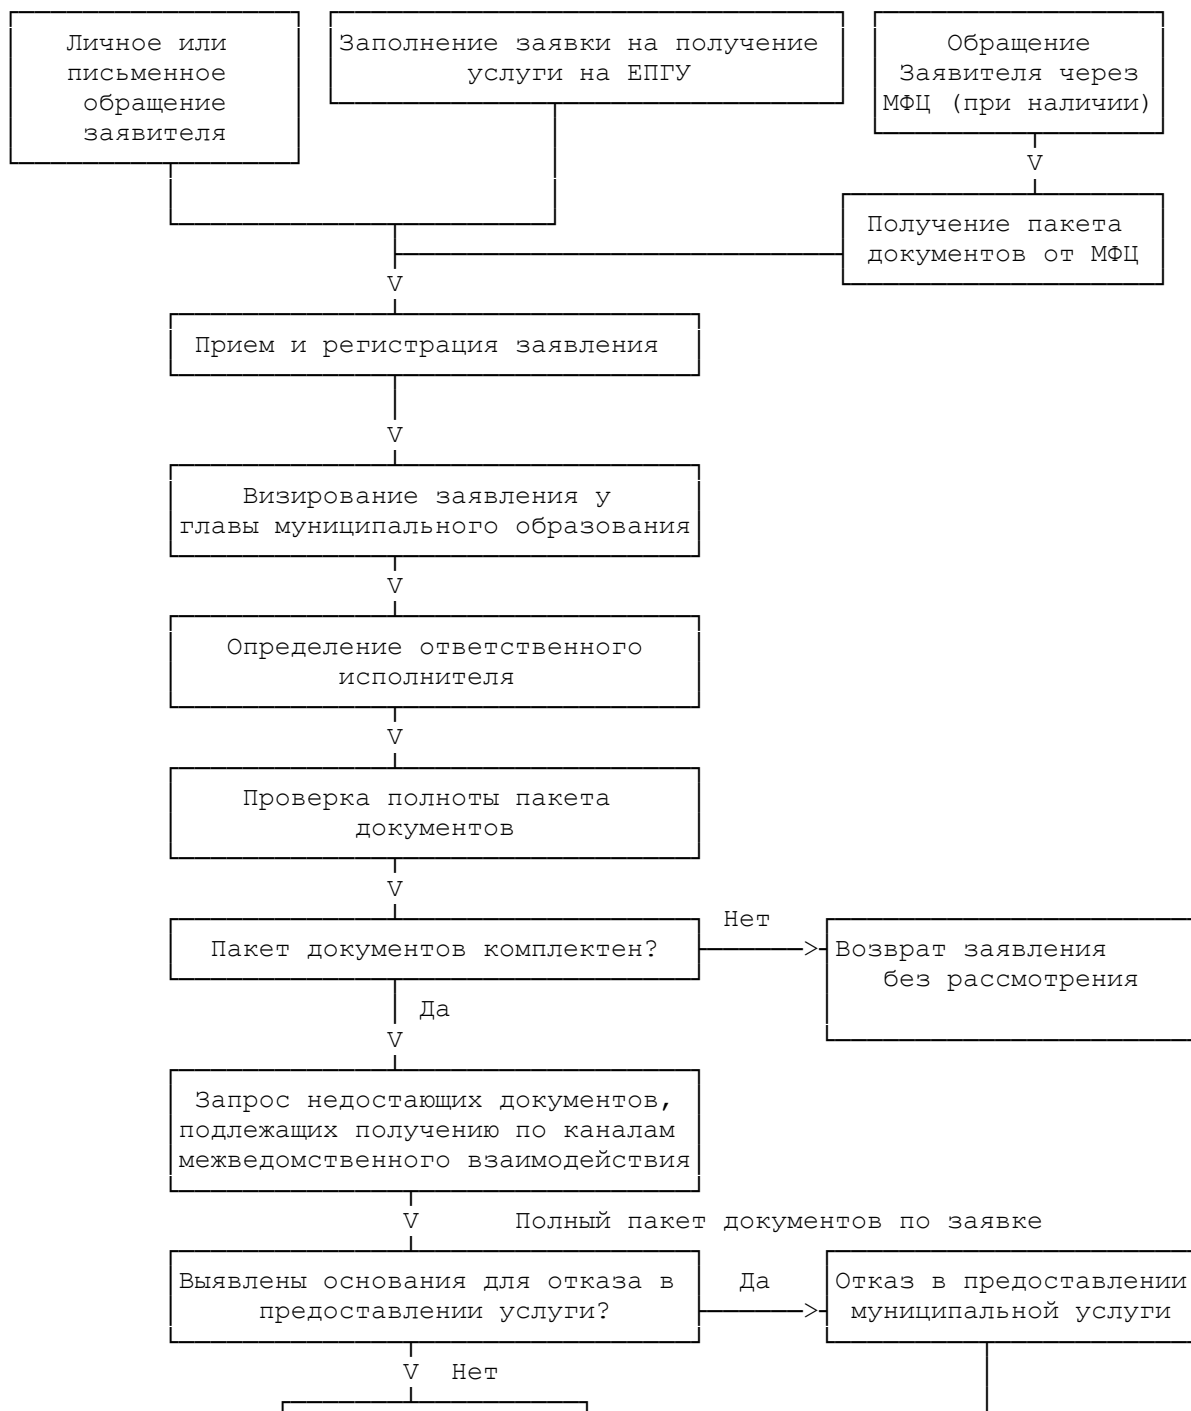 Личное или
письменное
обращение
заявителя
Заполнение заявки на получение
услуги на ЕПГУ
Обращение
Заявителя через
МФЦ (при наличии)
V
Получение пакета
документов от МФЦ
V
Прием и регистрация заявления
V
Визирование заявления у
главы муниципального образования
V
Определение ответственного
исполнителя
V
Проверка полноты пакета
документов
V
Пакет документов комплектен?
Нет
>
Возврат заявления
без рассмотрения
Да
V
Запрос недостающих документов,
подлежащих получению по каналам
межведомственного взаимодействия
V
Полный пакет документов по заявке
Выявлены основания для отказа в
предоставлении услуги?
Да
>
Отказ в предоставлении
муниципальной услуги
V Нет